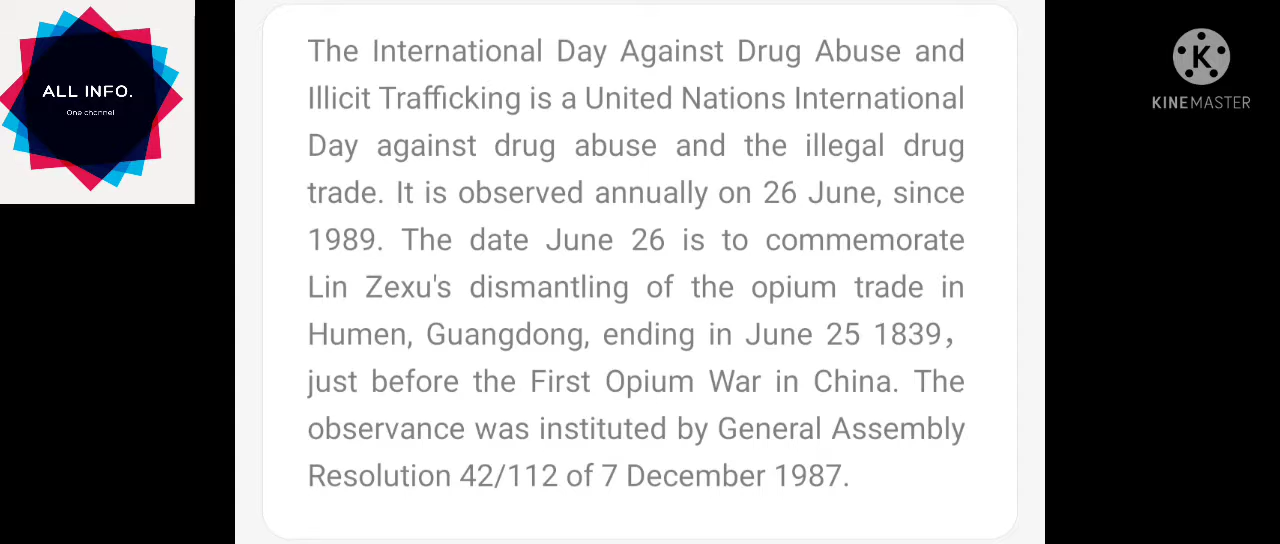 ALL INFO.
One channel
The International Day Against Drug Abuse and
Illicit Trafficking is a United Nations International
Day against drug abuse and the illegal drug
trade. It is observed annually on 26 June, since
1989. The date June 26 is to commemorate
Lin Zexu's dismantling of the opium trade in
Humen, Guangdong, ending in June 25 1839，
just before the First Opium War in China. The
observance was instituted by General Assembly
Resolution 42/112 of 7 December 1987.
K
KINEMASTER